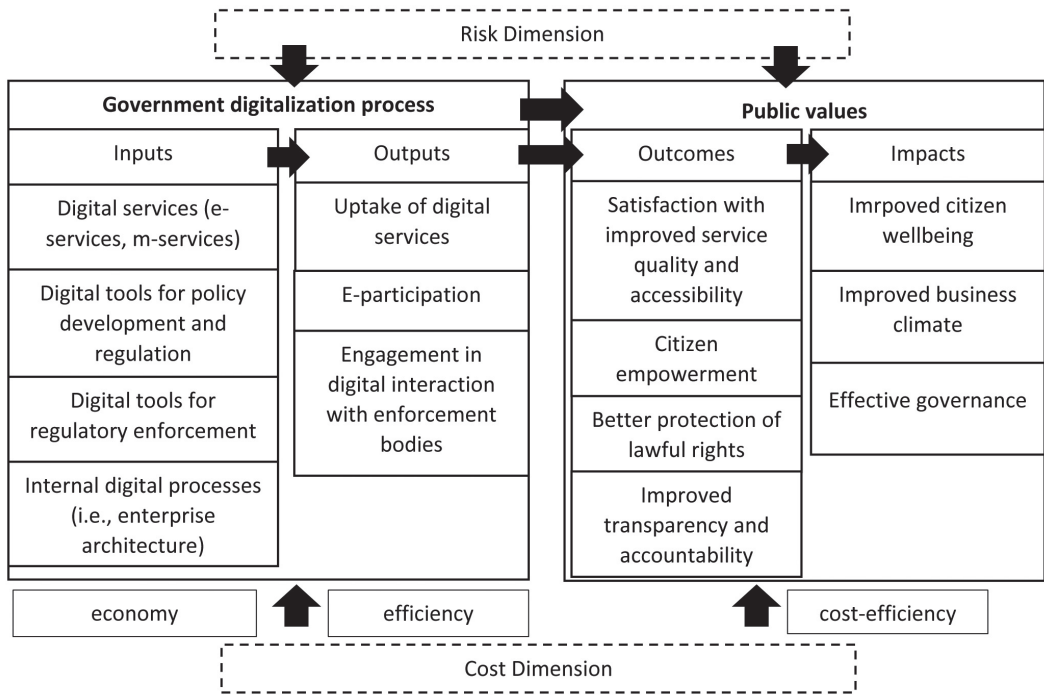 Risk Dimension
Government digitalization process
Inputs
Digital services (e-
services, m-services)
Digital tools for policy
development and
regulation
Digital tools for
regulatory enforcement
Internal digital processes
(i.e., enterprise
architecture)
Outputs
Uptake of digital
services
E-participation
Engagement in
digital interaction
with enforcement
bodies
Public values
Outcomes
Satisfaction with
improved service
quality and
accessibility
Citizen
empowerment
Better protection of
lawful rights
Improved
transparency and
accountability
Impacts
Imrpoved citizen
wellbeing
Improved business
climate
Effective governance
economy
efficiency
cost-efficiency
Cost Dimension